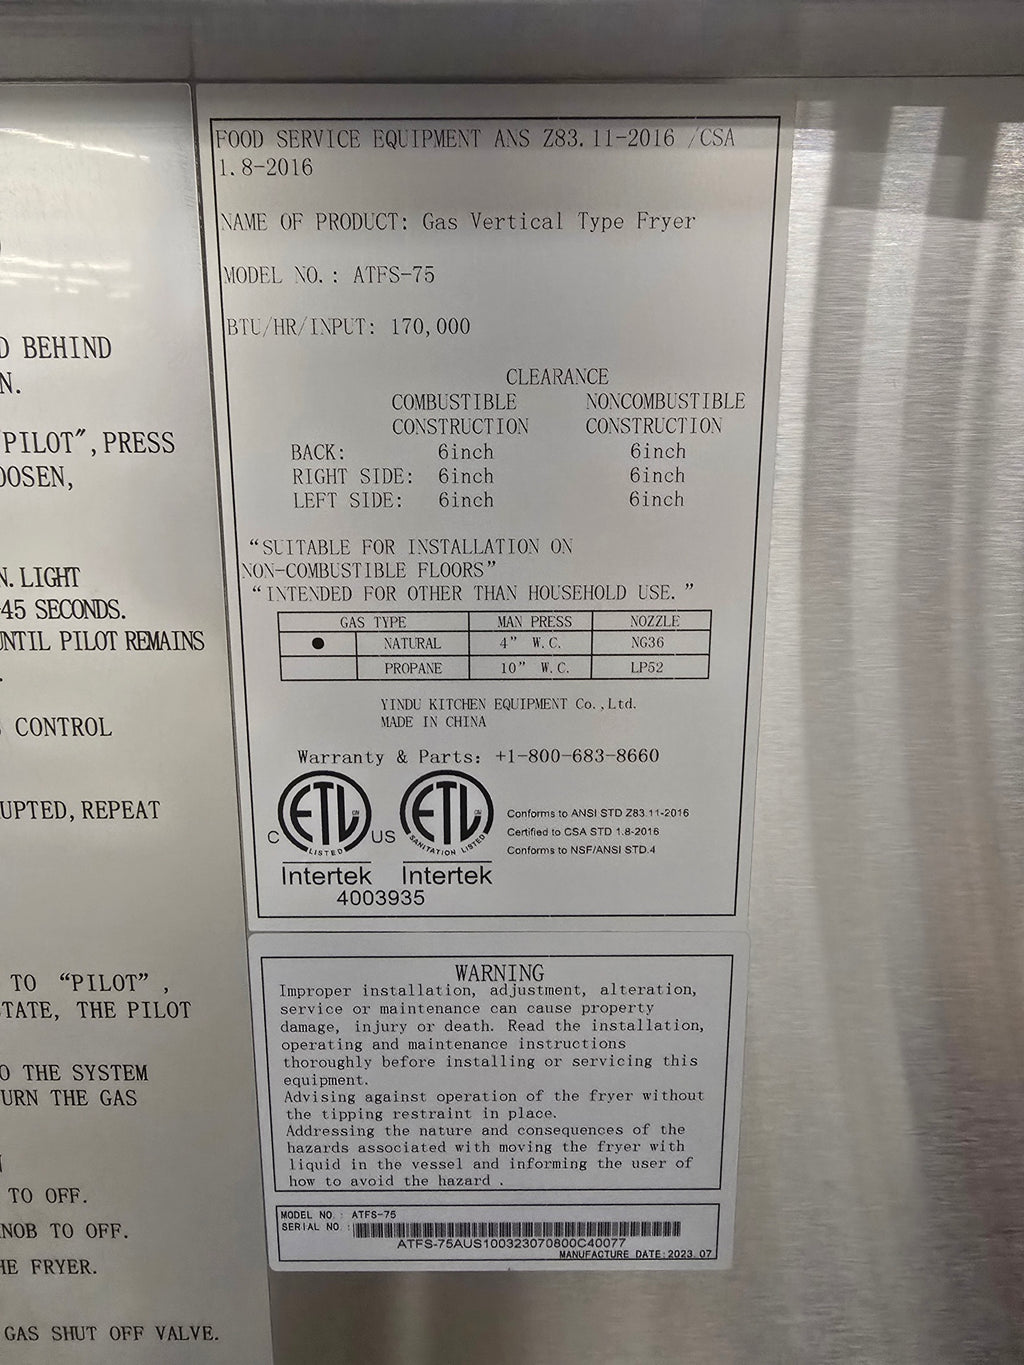 D BEHIND
N.
"PILOT", PRESS
OOSEN,
N. LIGHT
-45 SECONDS.
UNTIL PILOT REMAINS
.
S CONTROL
UPTED, REPEAT
TO “PILOT” ,
TATE, THE PILOT
O THE SYSTEM
URN THE GAS
N
TO OFF.
NOB TO OFF.
HE FRYER.
GAS SHUT OFF VALVE.
FOOD SERVICE EQUIPMENT ANS Z83.11-2016 /CSA
1.8-2016
NAME OF PRODUCT: Gas Vertical Type Fryer
MODEL NO.: ATFS-75
BTU/HR/INPUT: 170,000
CLEARANCE
COMBUSTIBLE NONCOMBUSTIBLE
CONSTRUCTION CONSTRUCTION
BACK: 6inch 6inch
RIGHT SIDE: 6inch 6inch
LEFT SIDE: 6inch 6inch
“SUITABLE FOR INSTALLATION ON
NON-COMBUSTIBLE FLOORS”
“INTENDED FOR OTHER THAN HOUSEHOLD USE. ”
GAS TYPE MAN PRESS NOZZLE
● NATURAL 4” W.C. NG36
PROPANE 10” W.C. LP52
YINDU KITCHEN EQUIPMENT Co.,Ltd.
MADE IN CHINA
Warranty & Parts: +1-800-683-8660
C ETL CM LISTED US ETL CM SANITATION LISTED
Intertek Intertek
4003935
Conforms to ANSI STD Z83.11-2016
Certified to CSA STD 1.8-2016
Conforms to NSF/ANSI STD.4
WARNING
Improper installation, adjustment, alteration,
service or maintenance can cause property
damage, injury or death. Read the installation,
operating and maintenance instructions
thoroughly before installing or servicing this
equipment.
Advising against operation of the fryer without
the tipping restraint in place.
Addressing the nature and consequences of the
hazards associated with moving the fryer with
liquid in the vessel and informing the user of
how to avoid the hazard .
MODEL NO.: ATFS-75
SERIAL NO.:
ATFS-75AUS100323070800C40077
MANUFACTURE DATE:2023.07